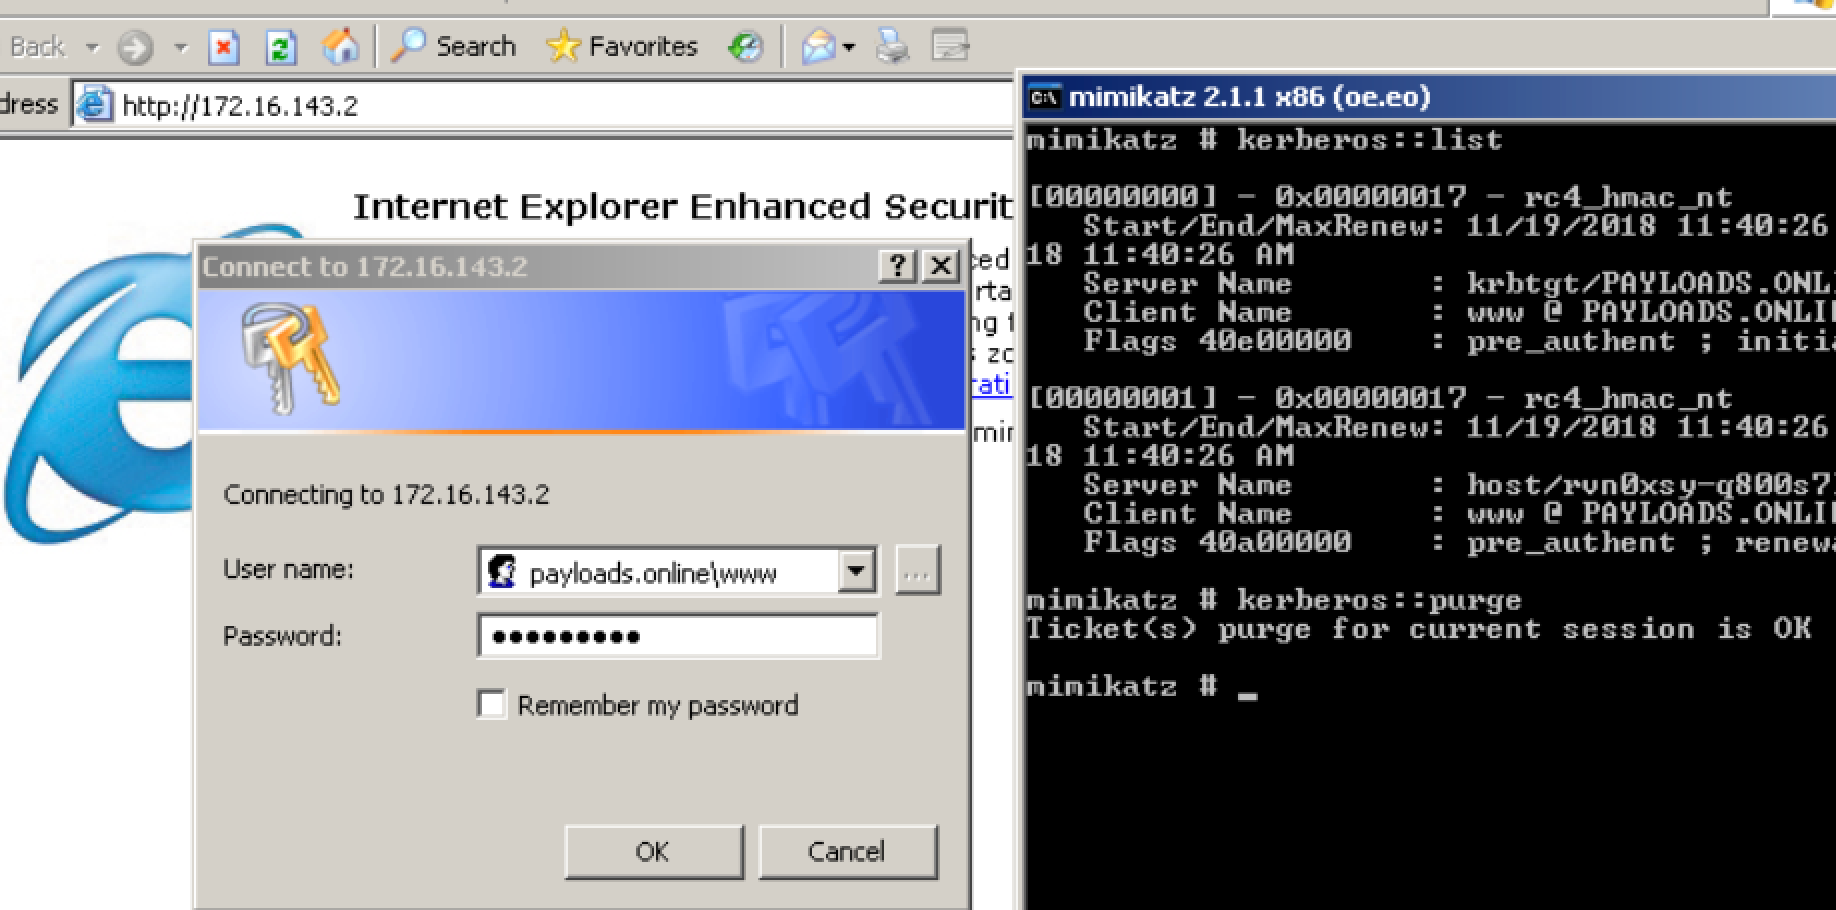 Back
Search
Favorites
dress
http://172.16.143.2
Internet Explorer Enhanced Securit
Connect to 172.16.143.2
?
Connecting to 172.16.143.2
User name:
payloads.online\www
...
Password:
•••••••••
Remember my password
OK
Cancel
ced
rta
ng f
s zo
rati
min
mimikatz 2.1.1 x86 (oe.eo)
mimikatz # kerberos::list
[00000000] - 0x00000017 - rc4_hmac_nt
Start/End/MaxRenew: 11/19/2018 11:40:26
18 11:40:26 AM
Server Name : krbtgt/PAYLOADS.ONLI
Client Name : www @ PAYLOADS.ONLI
Flags 40e00000 : pre_authent ; initia
[00000001] - 0x00000017 - rc4_hmac_nt
Start/End/MaxRenew: 11/19/2018 11:40:26
18 11:40:26 AM
Server Name : host/rvn0xsy-q800s7
Client Name : www @ PAYLOADS.ONLI
Flags 40a00000 : pre_authent ; renewa
mimikatz # kerberos::purge
Ticket(s) purge for current session is OK
mimikatz # _